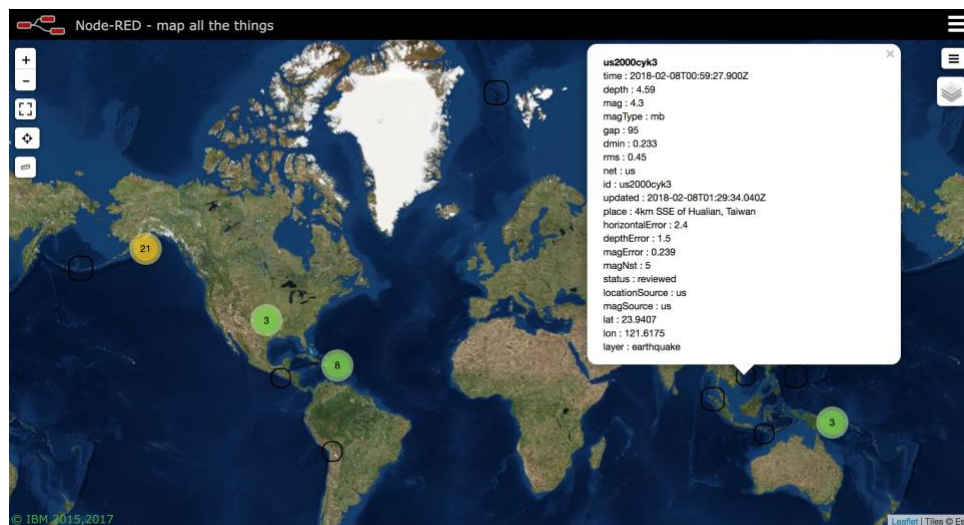 Node-RED - map all the things
+
−
us2000cyk3
×
time : 2018-02-08T00:59:27.900Z
depth : 4.59
mag : 4.3
magType : mb
gap : 95
dmin : 0.233
rms : 0.45
net : us
id : us2000cyk3
updated : 2018-02-08T01:29:34.040Z
place : 4km SSE of Hualian, Taiwan
horizontalError : 2.4
depthError : 1.5
magError : 0.239
magNst : 5
status : reviewed
locationSource : us
magSource : us
lat : 23.9407
lon : 121.6175
layer : earthquake
21
3
8
3
© IBM 2015,2017
Leaflet | Tiles © Es